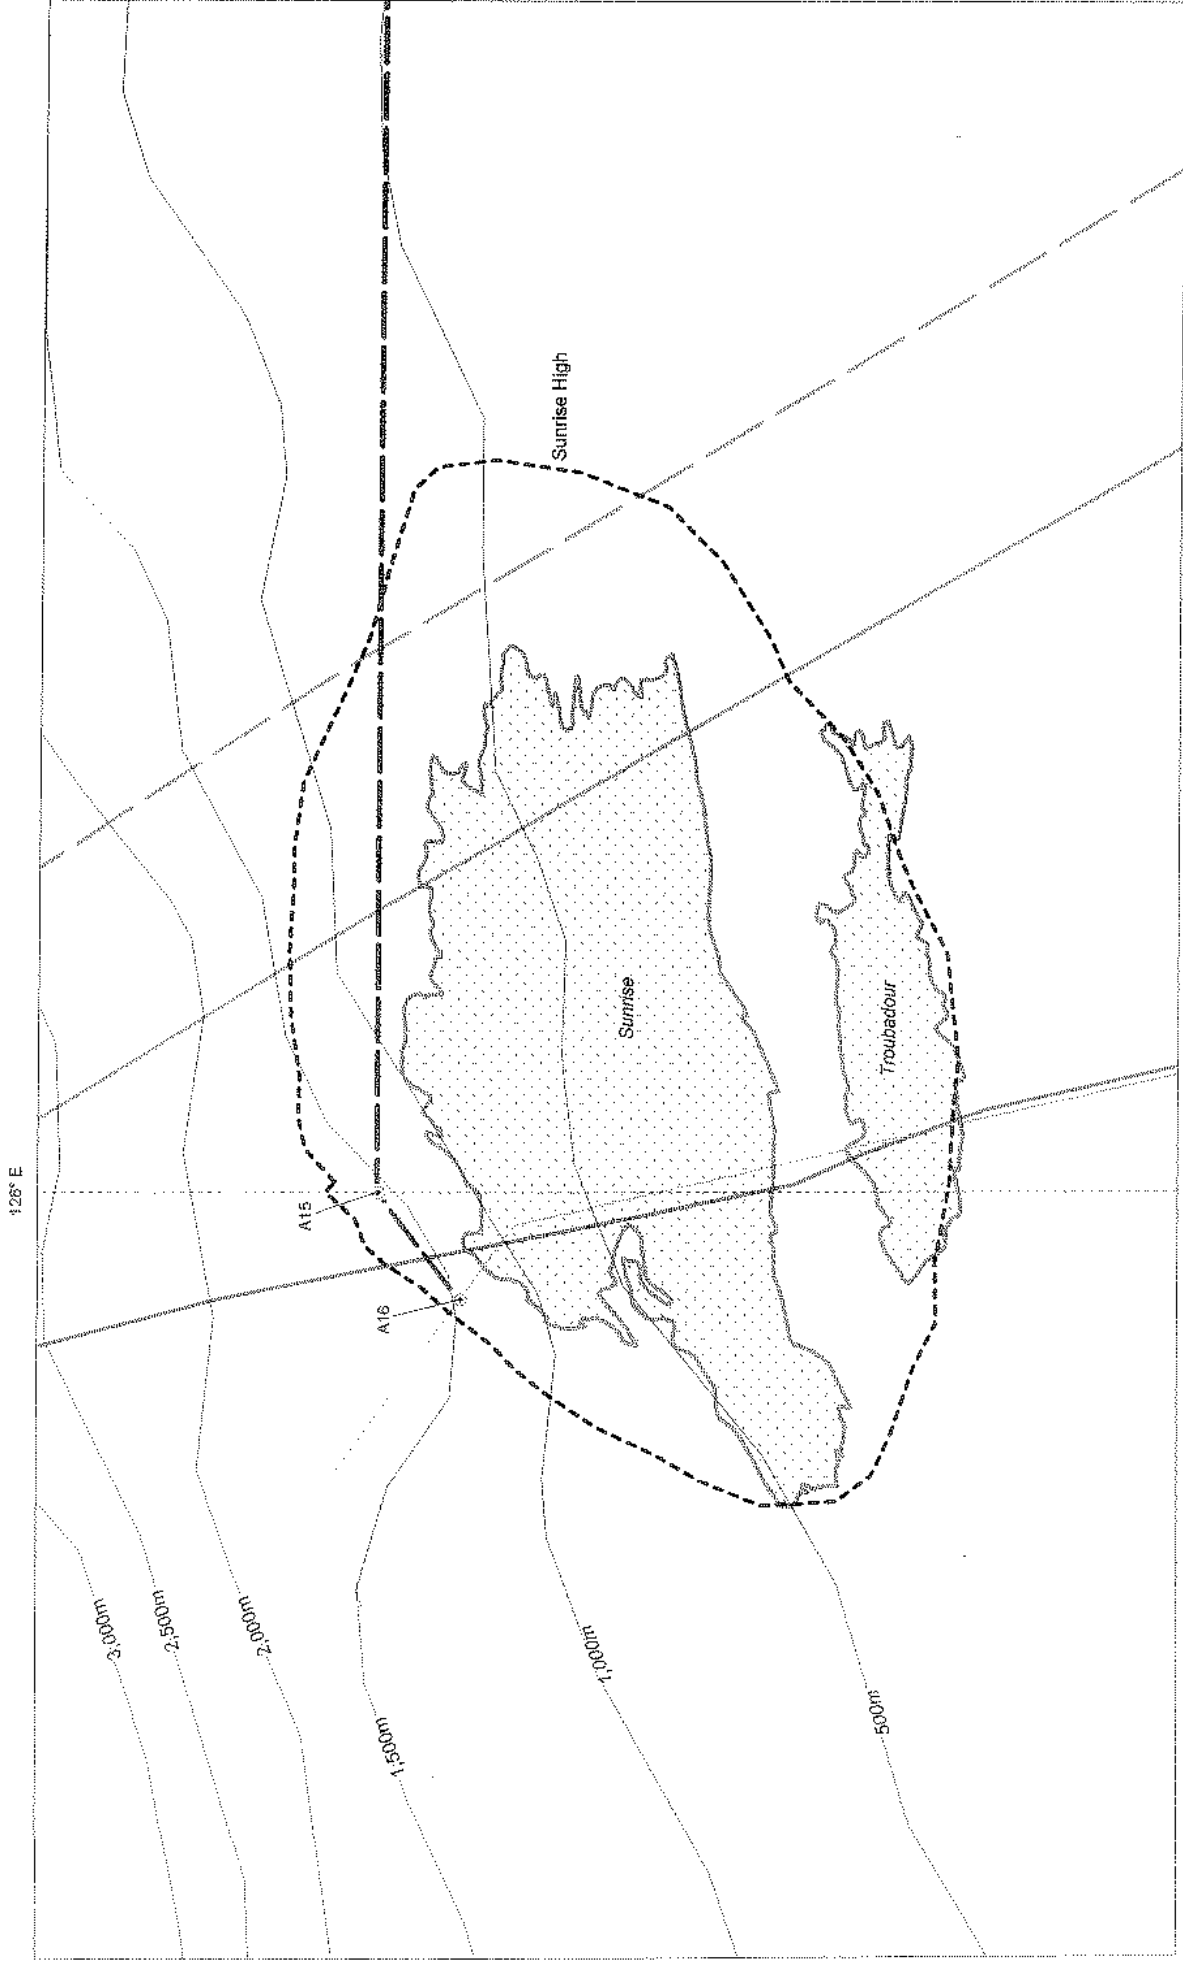 126° E
A15
A16
Sunrise High
Sunrise
Troubadour
3,000m
2,500m
2,000m
1,500m
1,000m
500m